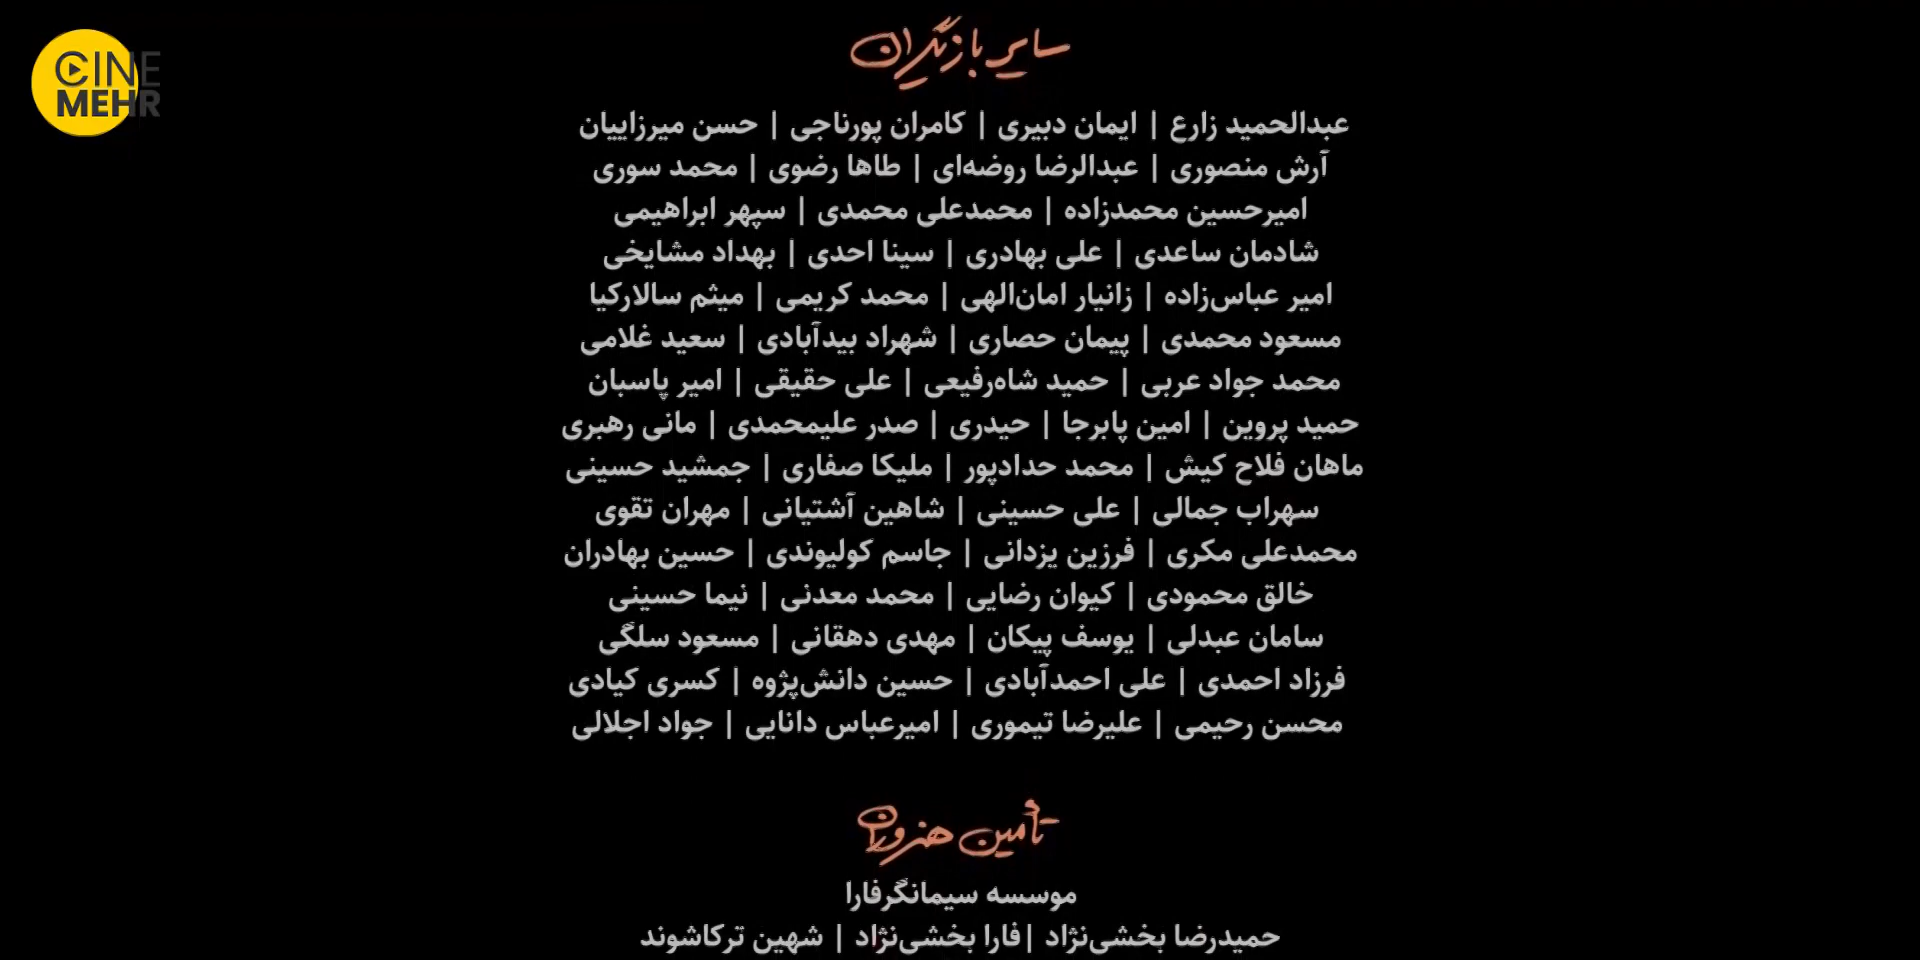 CINE
MEHR
سایر بازیگران
عبدالحمید زارع | ایمان دبیری | کامران پورناجی | حسن میرزاییان
آرش منصوری | عبدالرضا روضه‌ای | طاها رضوی | محمد سوری
امیرحسین محمدزاده | محمدعلی محمدی | سپهر ابراهیمی
شادمان ساعدی | علی بهادری | سینا احدی | بهداد مشایخی
امیر عباس‌زاده | زانیار امان‌الهی | محمد کریمی | میثم سالارکیا
مسعود محمدی | پیمان حصاری | شهراد بیدآبادی | سعید غلامی
محمد جواد عربی | حمید شاه‌رفیعی | علی حقیقی | امیر پاسبان
حمید پروین | امین پابرجا | حیدری | صدر علیمحمدی | مانی رهبری
ماهان فلاح کیش | محمد حدادپور | ملیکا صفاری | جمشید حسینی
سهراب جمالی | علی حسینی | شاهین آشتیانی | مهران تقوی
محمدعلی مکری | فرزین یزدانی | جاسم کولیوندی | حسین بهادران
خالق محمودی | کیوان رضایی | محمد معدنی | نیما حسینی
سامان عبدلی | یوسف پیکان | مهدی دهقانی | مسعود سلگی
فرزاد احمدی | علی احمدآبادی | حسین دانش‌پژوه | کسری کیادی
محسن رحیمی | علیرضا تیموری | امیرعباس دانایی | جواد اجلالی
تأمین هنروران
موسسه سیمانگرفارا
حمیدرضا بخشی‌نژاد |فارا بخشی‌نژاد | شهین ترکاشوند